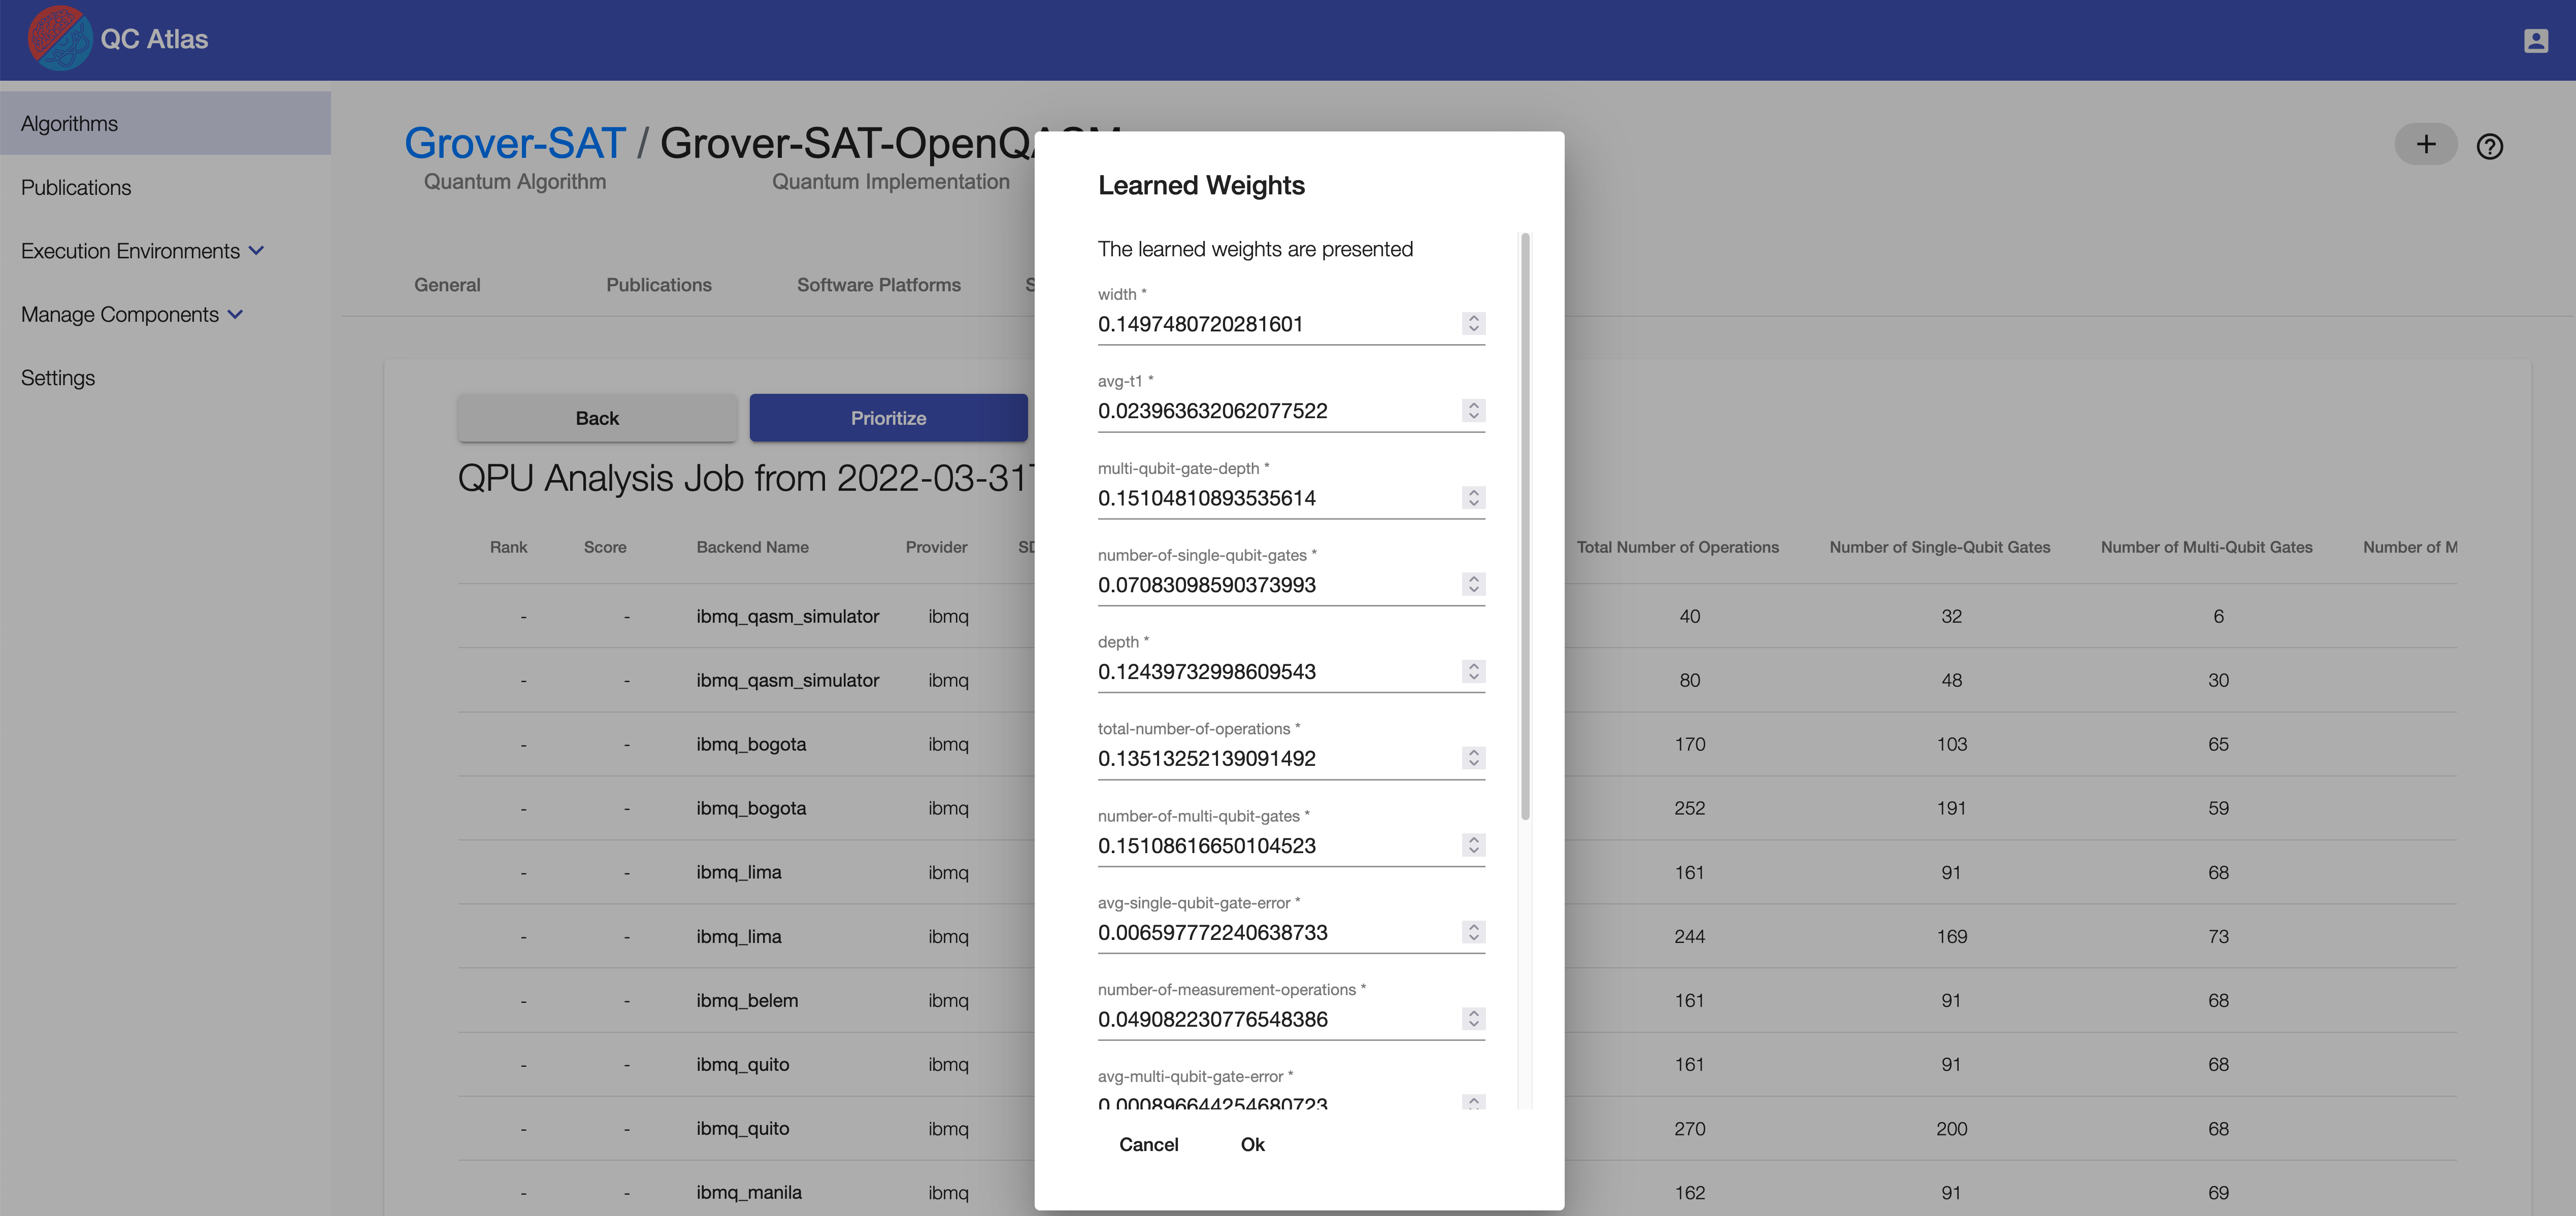 QC Atlas
Algorithms
Publications
Execution Environments
Manage Components
Settings
Grover-SAT / Grover-SAT-OpenQASM
Quantum Algorithm
Quantum Implementation
General
Publications
Software Platforms
S
Back
Prioritize
QPU Analysis Job from 2022-03-31T
Rank Score Backend Name Provider SD Total Number of Operations Number of Single-Qubit Gates Number of Multi-Qubit Gates Number of M
- - ibmq_qasm_simulator ibmq 40 32 6
- - ibmq_qasm_simulator ibmq 80 48 30
- - ibmq_bogota ibmq 170 103 65
- - ibmq_bogota ibmq 252 191 59
- - ibmq_lima ibmq 161 91 68
- - ibmq_lima ibmq 244 169 73
- - ibmq_belem ibmq 161 91 68
- - ibmq_quito ibmq 161 91 68
- - ibmq_quito ibmq 270 200 68
- - ibmq_manila ibmq 162 91 69
Learned Weights
The learned weights are presented
width *
0.1497480720281601
avg-t1 *
0.023963632062077522
multi-qubit-gate-depth *
0.15104810893535614
number-of-single-qubit-gates *
0.07083098590373993
depth *
0.12439732998609543
total-number-of-operations *
0.13513252139091492
number-of-multi-qubit-gates *
0.15108616650104523
avg-single-qubit-gate-error *
0.006597772240638733
number-of-measurement-operations *
0.049082230776548386
avg-multi-qubit-gate-error *
0.000896644254680723
Cancel
Ok